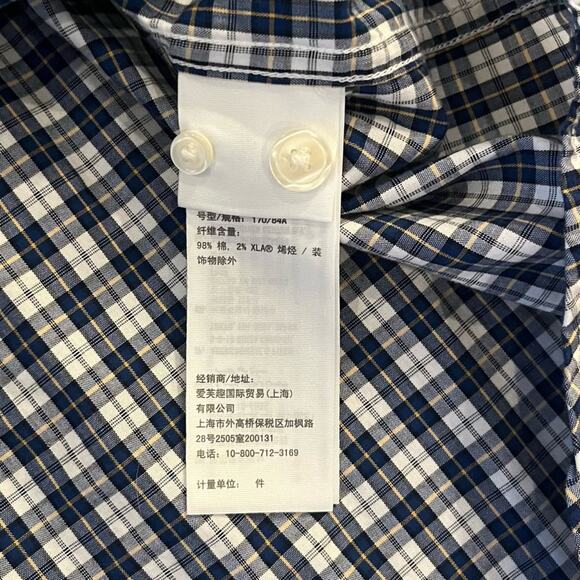 号型/规格: 170/84A
纤维含量:
98% 棉, 2% XLA® 烯烃 / 装
饰物除外
经销商/地址:
爱芙趣国际贸易(上海)
有限公司
上海市外高桥保税区加枫路
28号2505室200131
电话: 10-800-712-3169
计量单位: 件